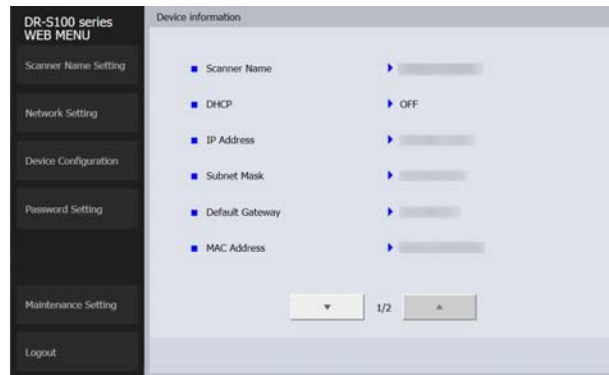 DR-S100 series
WEB MENU
Device information
Scanner Name Setting
Network Setting
Device Configuration
Password Setting
Maintenance Setting
Logout
Scanner Name
DHCP
OFF
IP Address
Subnet Mask
Default Gateway
MAC Address
1/2